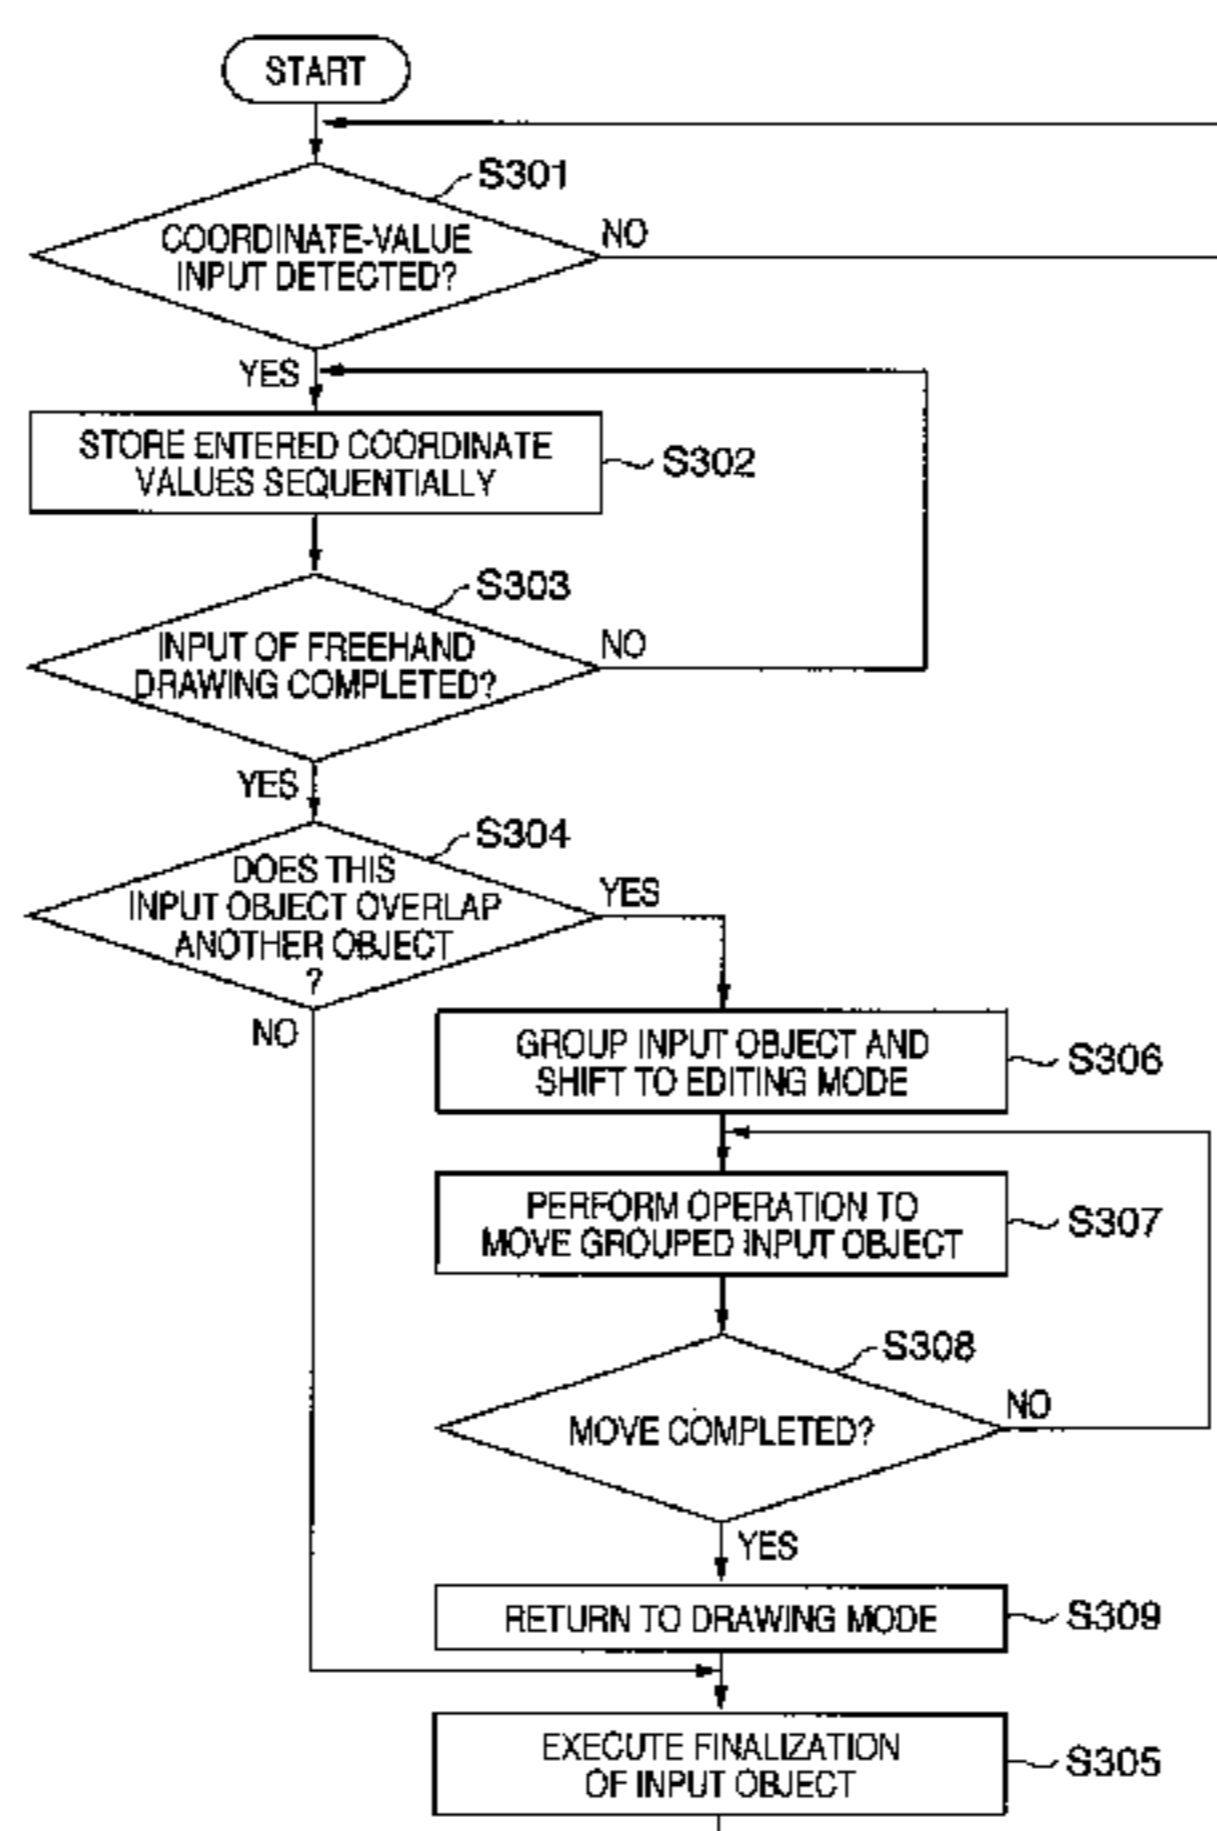 START
S301
COORDINATE-VALUE
INPUT DETECTED?
NO
YES
STORE ENTERED COORDINATE
VALUES SEQUENTIALLY
S302
S303
INPUT OF FREEHAND
DRAWING COMPLETED?
NO
YES
S304
DOES THIS
INPUT OBJECT OVERLAP
ANOTHER OBJECT
?
YES
NO
GROUP INPUT OBJECT AND
SHIFT TO EDITING MODE
S306
PERFORM OPERATION TO
MOVE GROUPED INPUT OBJECT
S307
S308
MOVE COMPLETED?
NO
YES
RETURN TO DRAWING MODE
S309
EXECUTE FINALIZATION
OF INPUT OBJECT
S305